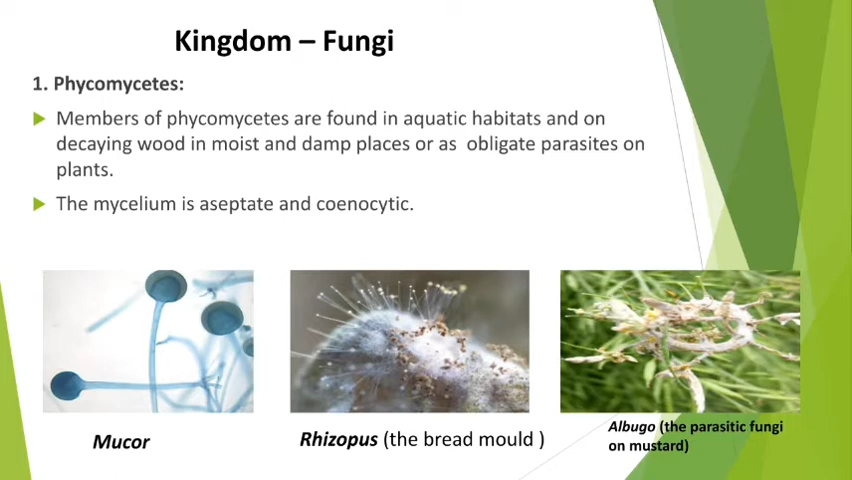 Kingdom – Fungi
1. Phycomycetes:
Members of phycomycetes are found in aquatic habitats and on
decaying wood in moist and damp places or as obligate parasites on
plants.
The mycelium is aseptate and coenocytic.
Mucor
Rhizopus (the bread mould )
Albugo (the parasitic fungi
on mustard)